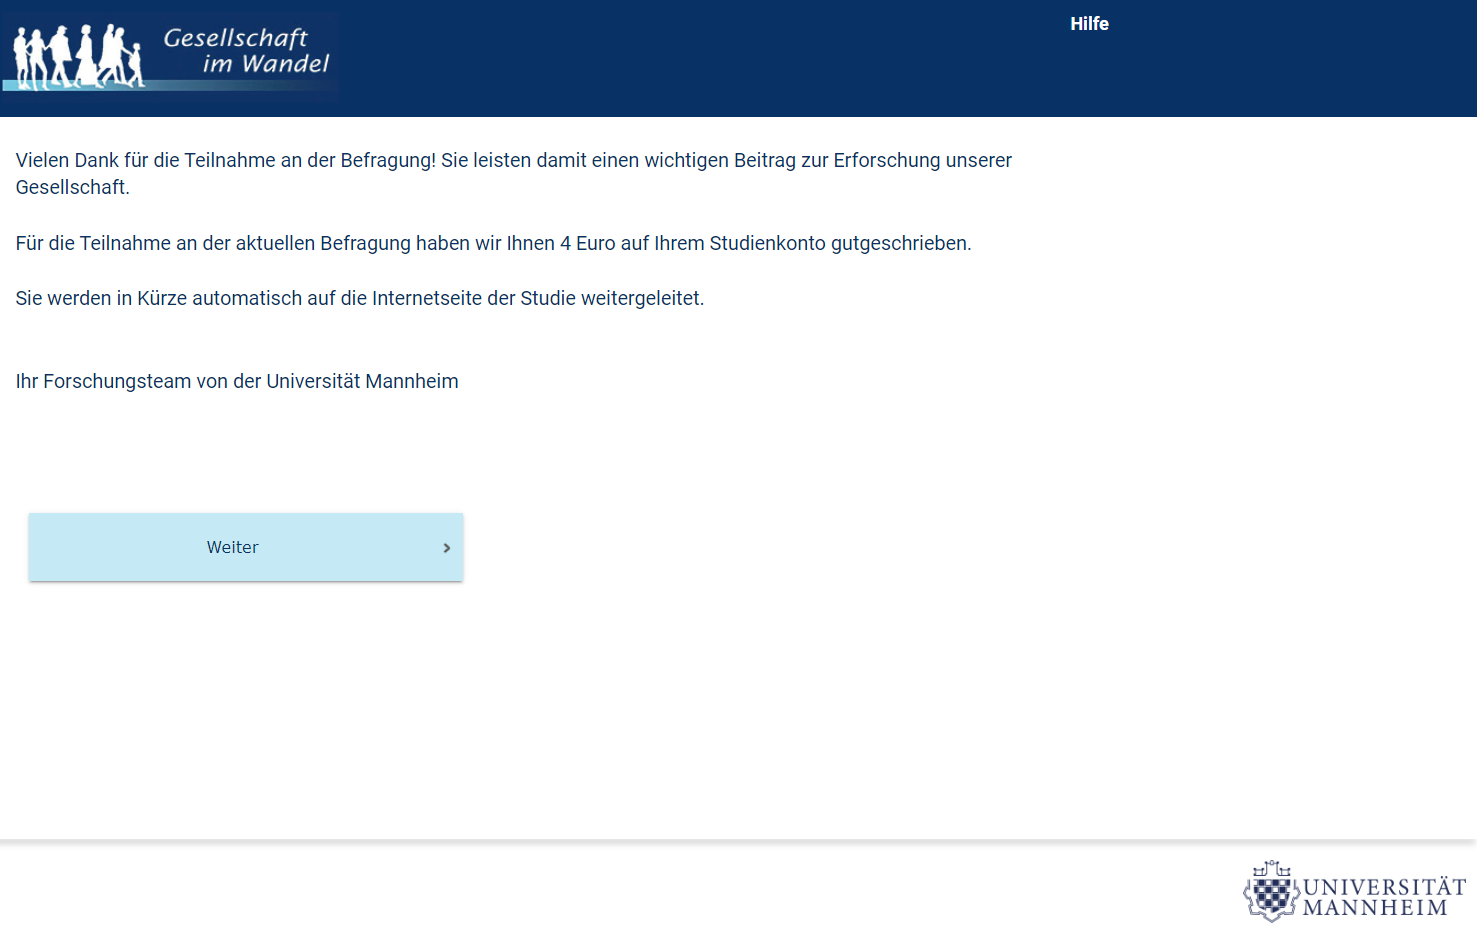 Gesellschaft
im Wandel
Hilfe
Vielen Dank für die Teilnahme an der Befragung! Sie leisten damit einen wichtigen Beitrag zur Erforschung unserer
Gesellschaft.
Für die Teilnahme an der aktuellen Befragung haben wir Ihnen 4 Euro auf Ihrem Studienkonto gutgeschrieben.
Sie werden in Kürze automatisch auf die Internetseite der Studie weitergeleitet.
Ihr Forschungsteam von der Universität Mannheim
Weiter
UNIVERSITÄT
MANNHEIM